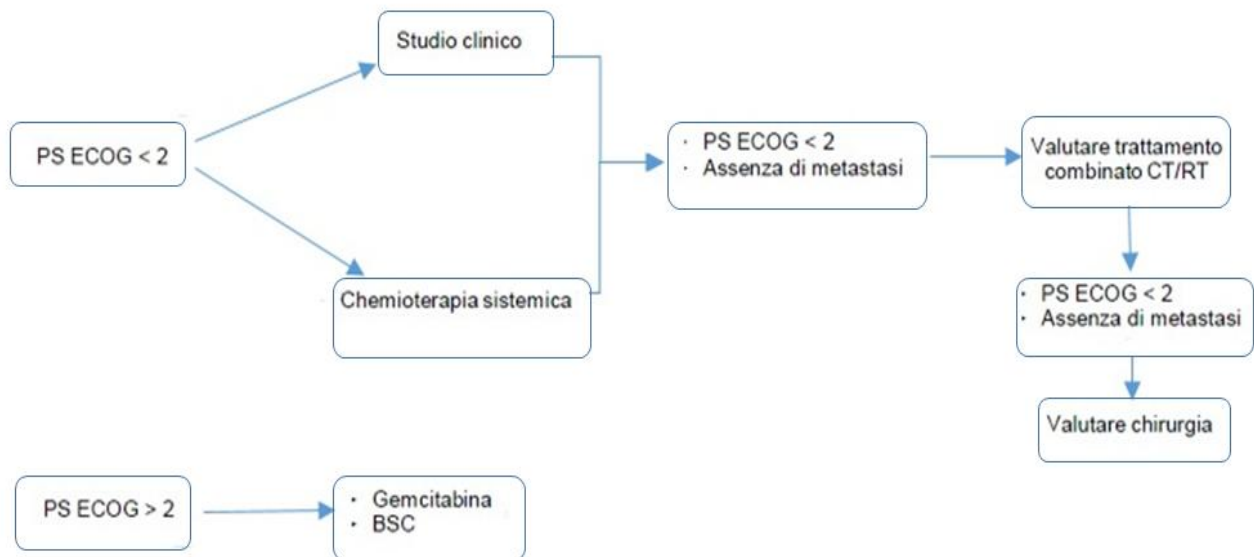 Studio clinico
PS ECOG < 2
· PS ECOG < 2
· Assenza di metastasi
Valutare trattamento
combinato CT/RT
Chemioterapia sistemica
· PS ECOG < 2
· Assenza di metastasi
Valutare chirurgia
PS ECOG > 2
· Gemcitabina
· BSC